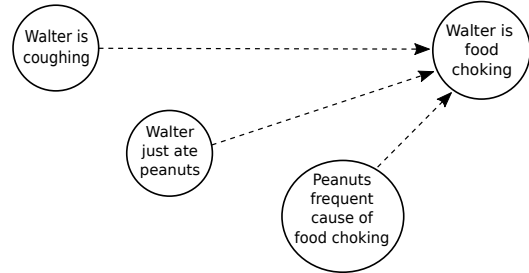 Walter is
coughing
Walter is
food
choking
Walter
just ate
peanuts
Peanuts
frequent
cause of
food choking